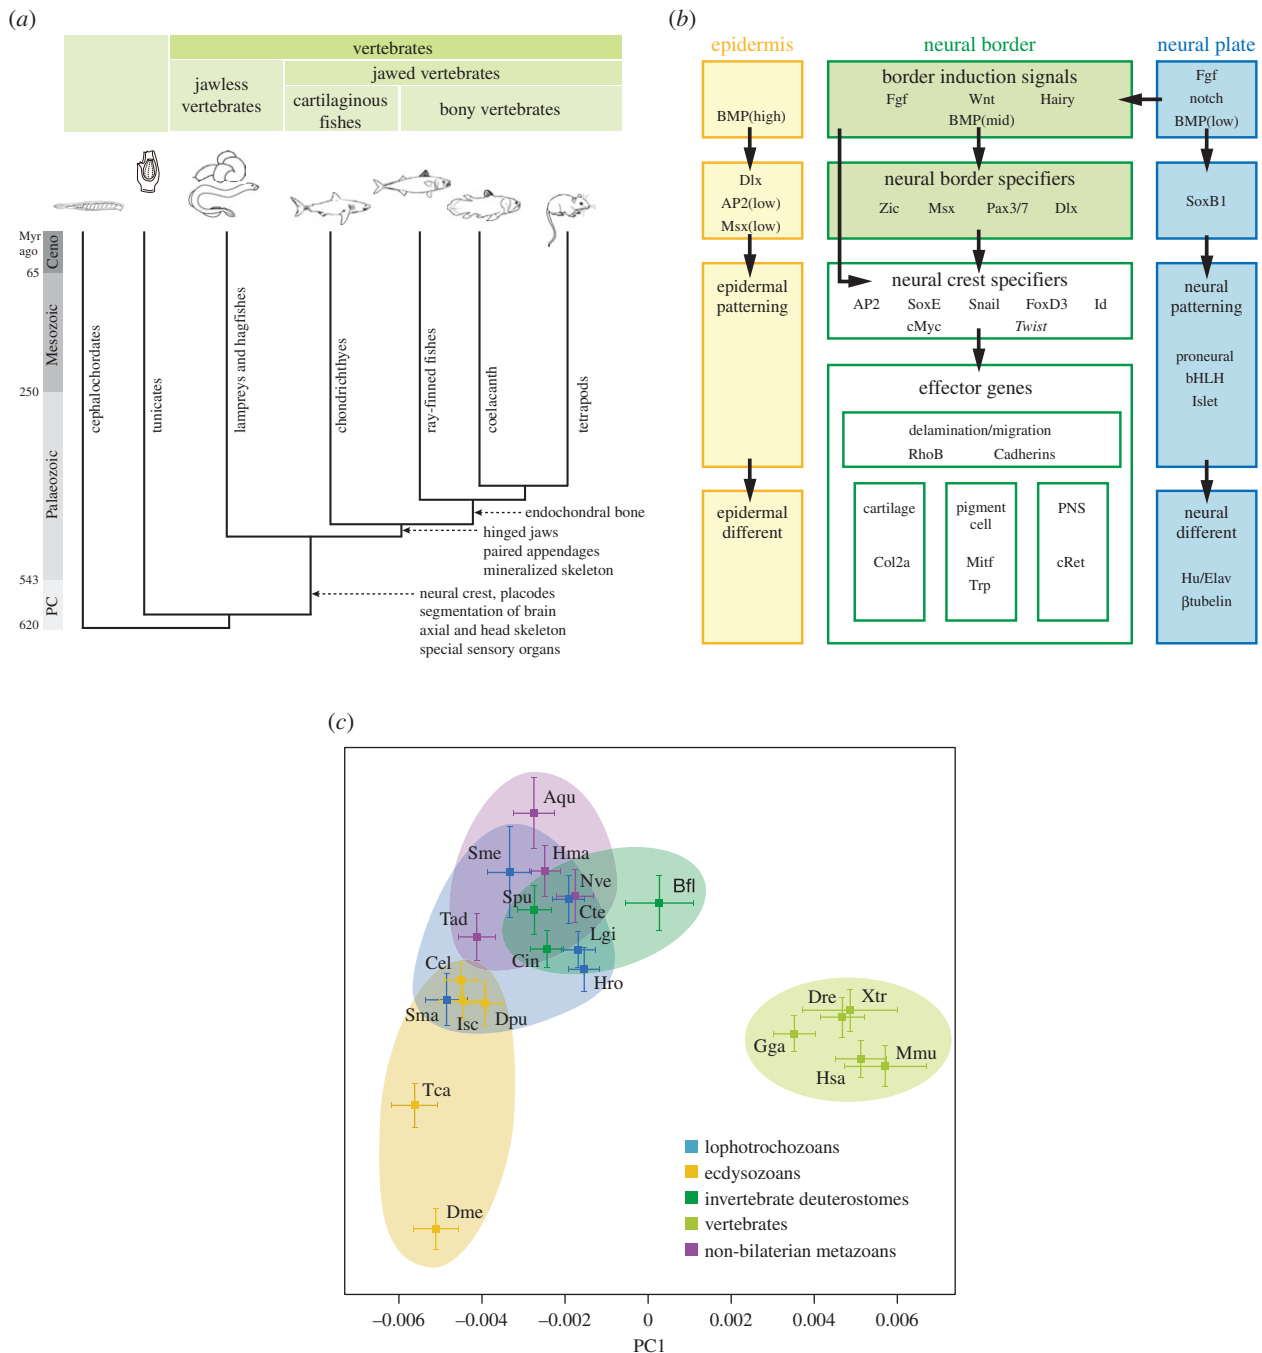 (a)
vertebrates
jawless
vertebrates
jawed vertebrates
cartilaginous
fishes
bony vertebrates
Myr
ago
Ceno
65
Mesozoic
250
Palaeozoic
543
PC
620
cephalochordates
tunicates
lampreys and hagfishes
chondrichthyes
ray-finned fishes
coelacanth
tetrapods
endochondral bone
hinged jaws
paired appendages
mineralized skeleton
neural crest, placodes
segmentation of brain
axial and head skeleton
special sensory organs
(b)
epidermis
BMP(high)
Dlx
AP2(low)
Msx(low)
epidermal
patterning
epidermal
different
neural border
border induction signals
Fgf Wnt Hairy
BMP(mid)
neural border specifiers
Zic Msx Pax3/7 Dlx
neural crest specifiers
AP2 SoxE Snail FoxD3 Id
cMyc Twist
effector genes
delamination/migration
RhoB Cadherins
cartilage
Col2a
pigment
cell
Mitf
Trp
PNS
cRet
neural plate
Fgf
notch
BMP(low)
SoxB1
neural
patterning
proneural
bHLH
Islet
neural
different
Hu/Elav
βtubelin
(c)
Aqu
Sme
Hma
Nve
Bfl
Spu
Cte
Tad
Lgi
Cin
Cel
Hro
Sma
Isc
Dpu
Dre
Xtr
Gga
Mmu
Hsa
Tca
Dme
lophotrochozoans
ecdysozoans
invertebrate deuterostomes
vertebrates
non-bilaterian metazoans
−0.006 −0.004 −0.002 0 0.002 0.004 0.006
PC1